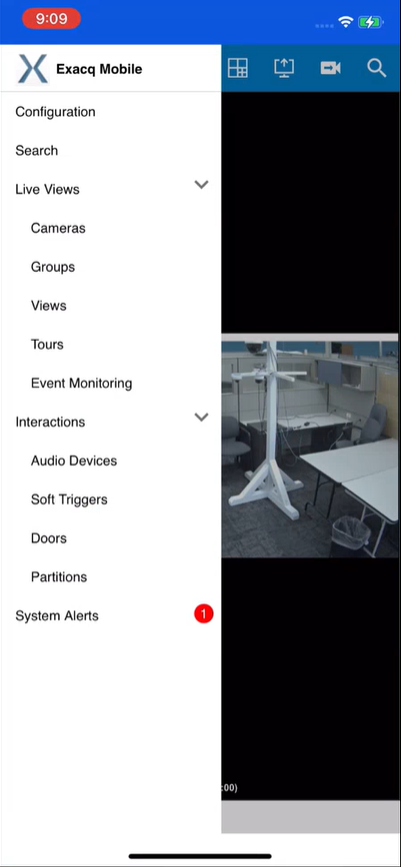 9:09
Exacq Mobile
Configuration
Search
Live Views
Cameras
Groups
Views
Tours
Event Monitoring
Interactions
Audio Devices
Soft Triggers
Doors
Partitions
System Alerts 1
:00)